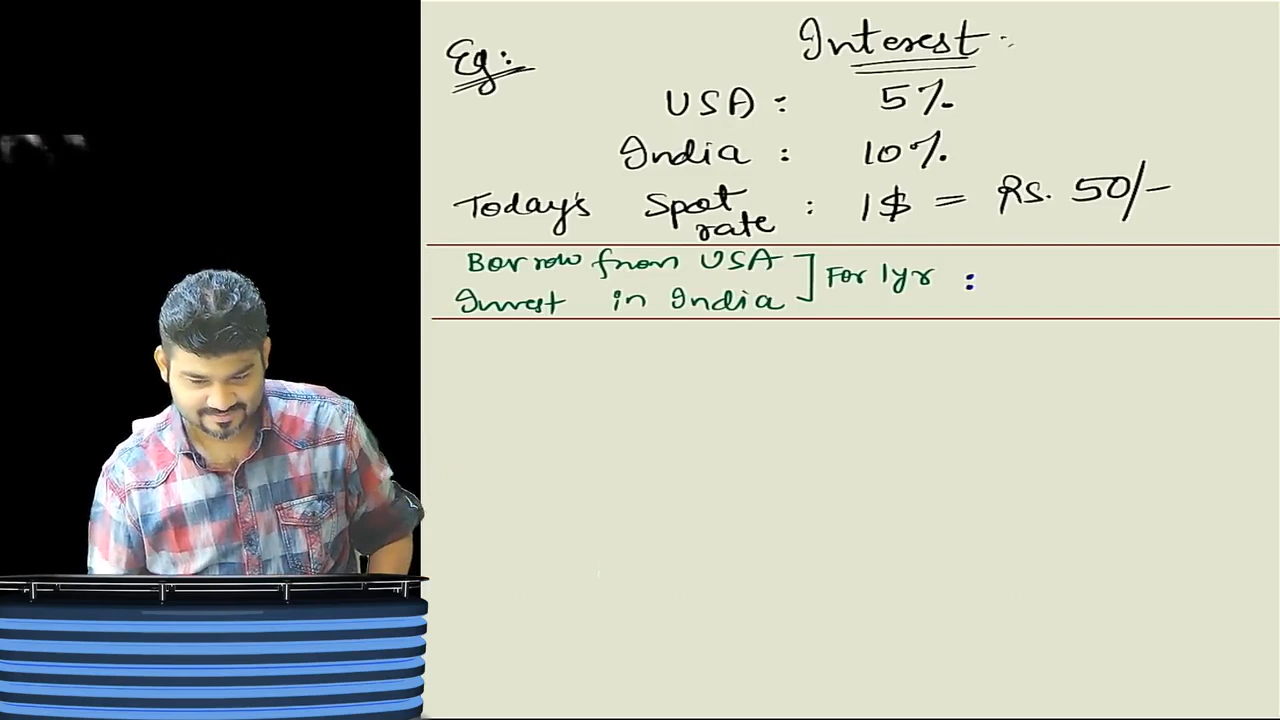 Eg:
Interest:
USA : 5%
India : 10%
Today's Spot rate : 1$ = Rs. 50/-
Borrow from USA
Invest in India ] For 1yr :